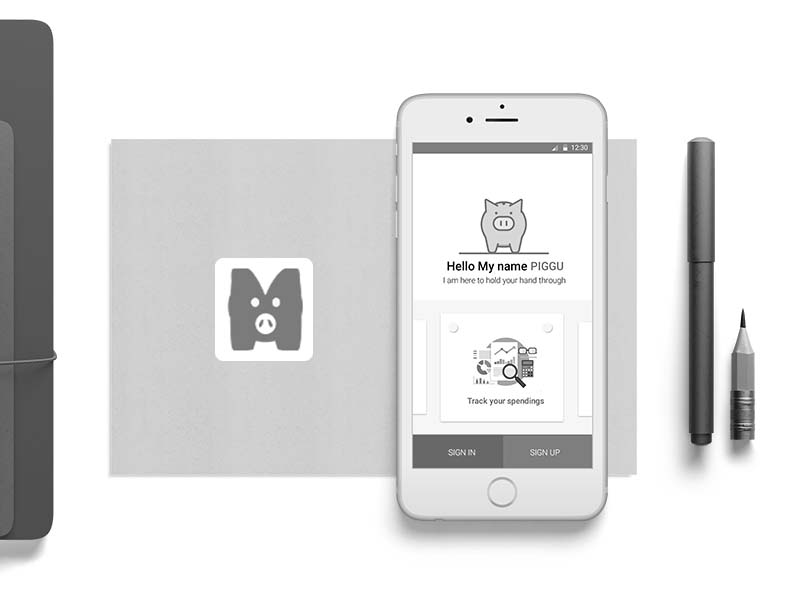 12:30
Hello My name PIGGU
I am here to hold your hand through
Track your spendings
SIGN IN
SIGN UP